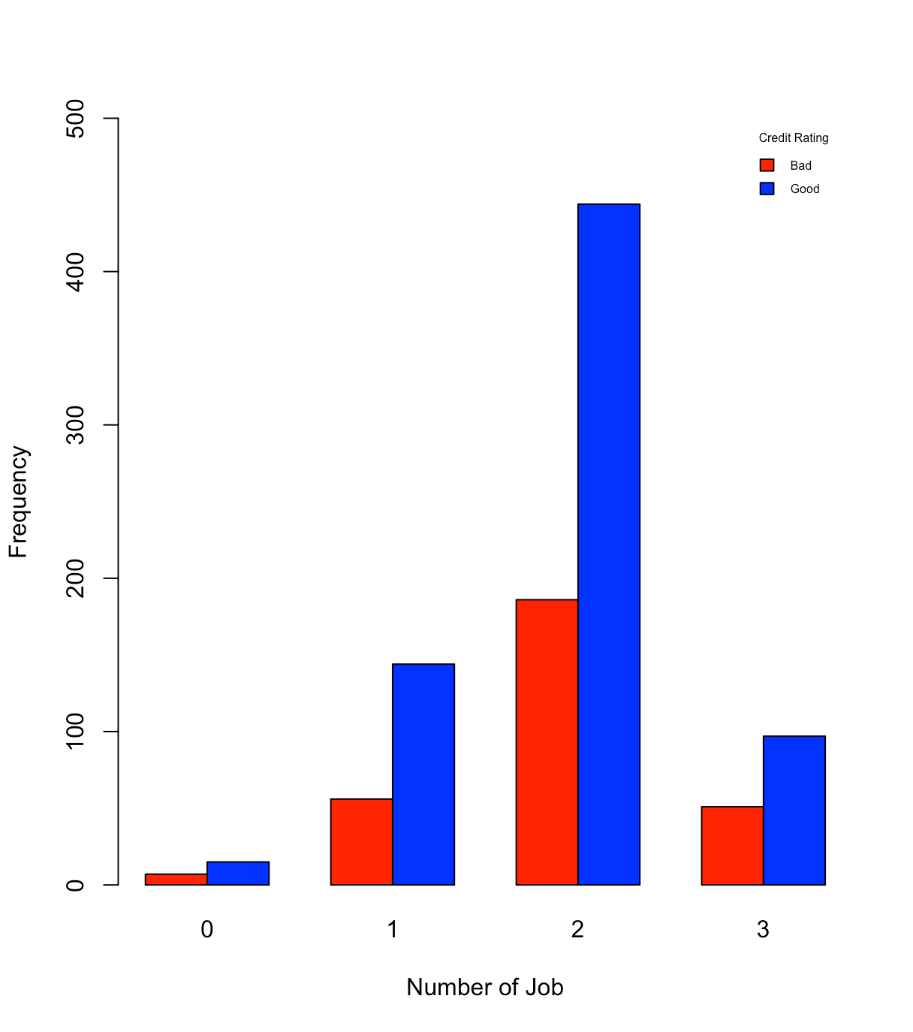 500
400
300
200
100
0
Frequency
Credit Rating
Bad
Good
0 1 2 3
Number of Job